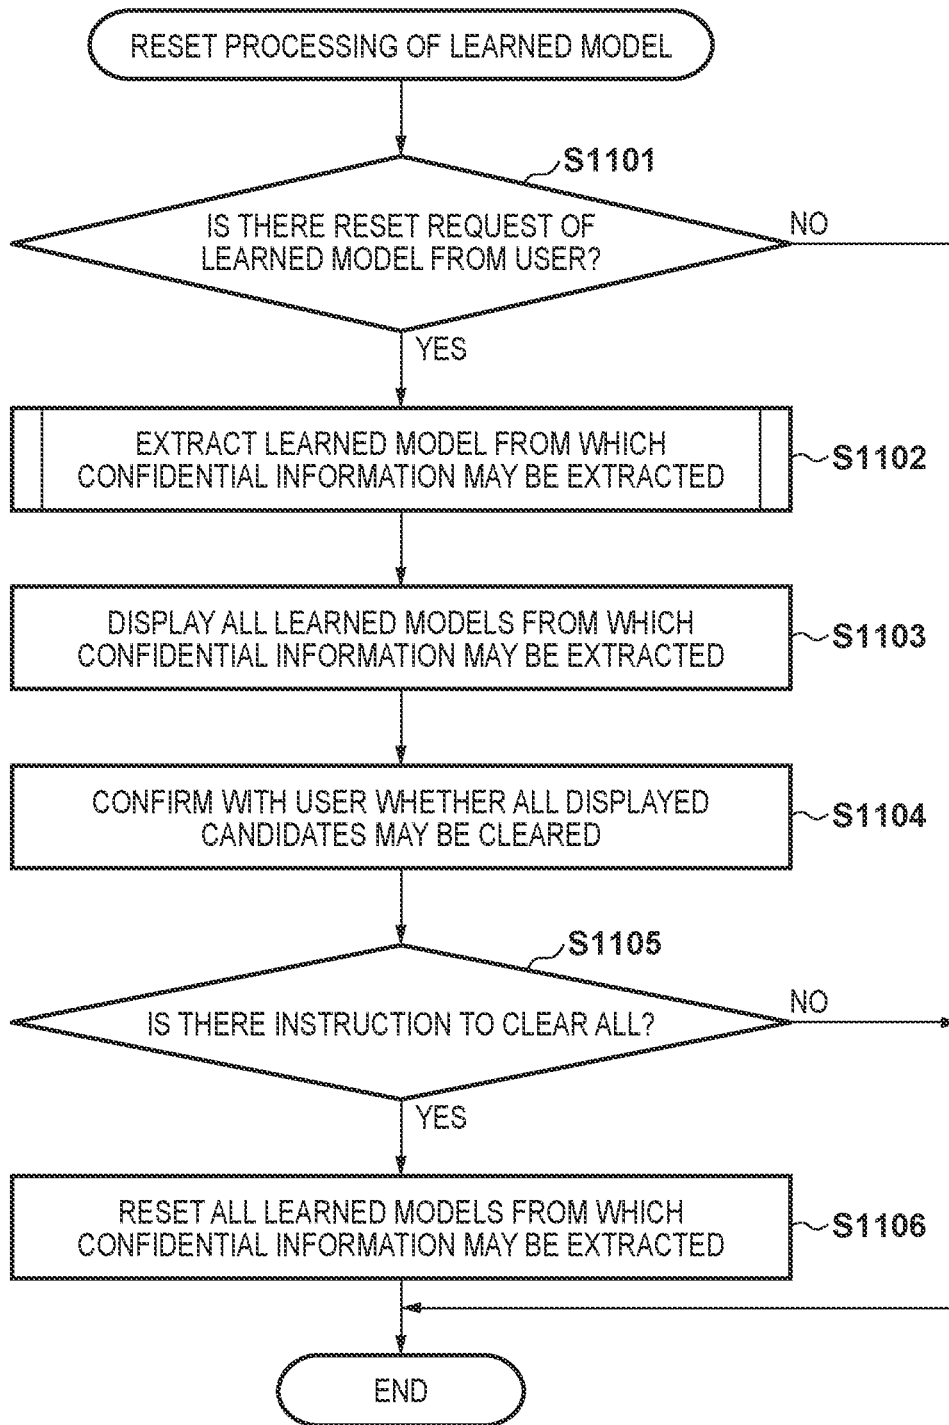 RESET PROCESSING OF LEARNED MODEL
S1101
IS THERE RESET REQUEST OF
LEARNED MODEL FROM USER?
NO
YES
EXTRACT LEARNED MODEL FROM WHICH
CONFIDENTIAL INFORMATION MAY BE EXTRACTED
S1102
DISPLAY ALL LEARNED MODELS FROM WHICH
CONFIDENTIAL INFORMATION MAY BE EXTRACTED
S1103
CONFIRM WITH USER WHETHER ALL DISPLAYED
CANDIDATES MAY BE CLEARED
S1104
S1105
IS THERE INSTRUCTION TO CLEAR ALL?
NO
YES
RESET ALL LEARNED MODELS FROM WHICH
CONFIDENTIAL INFORMATION MAY BE EXTRACTED
S1106
END